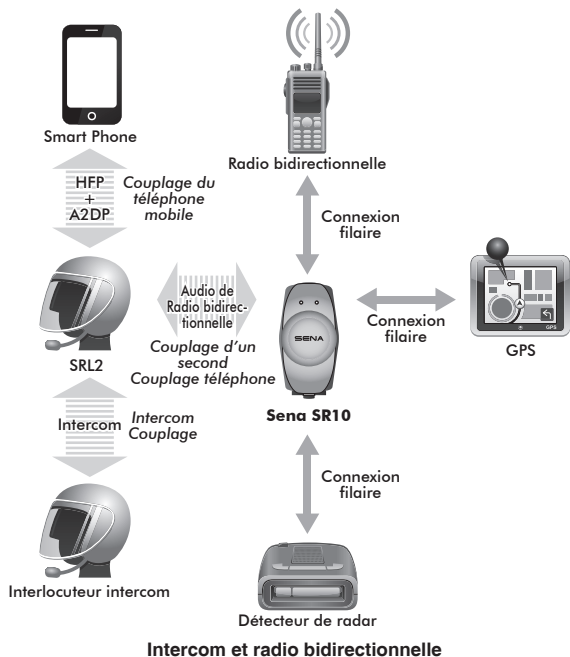 Smart Phone
Radio bidirectionnelle
HFP
+
A2DP
Couplage du
téléphone
mobile
Connexion
filaire
Audio de
Radio bidirec-
tionnelle
SENA
Connexion
filaire
GPS
GPS
SRL2
Couplage d'un
second
Couplage téléphone
Sena SR10
Intercom
Intercom
Couplage
Connexion
filaire
Interlocuteur intercom
Détecteur de radar
Intercom et radio bidirectionnelle